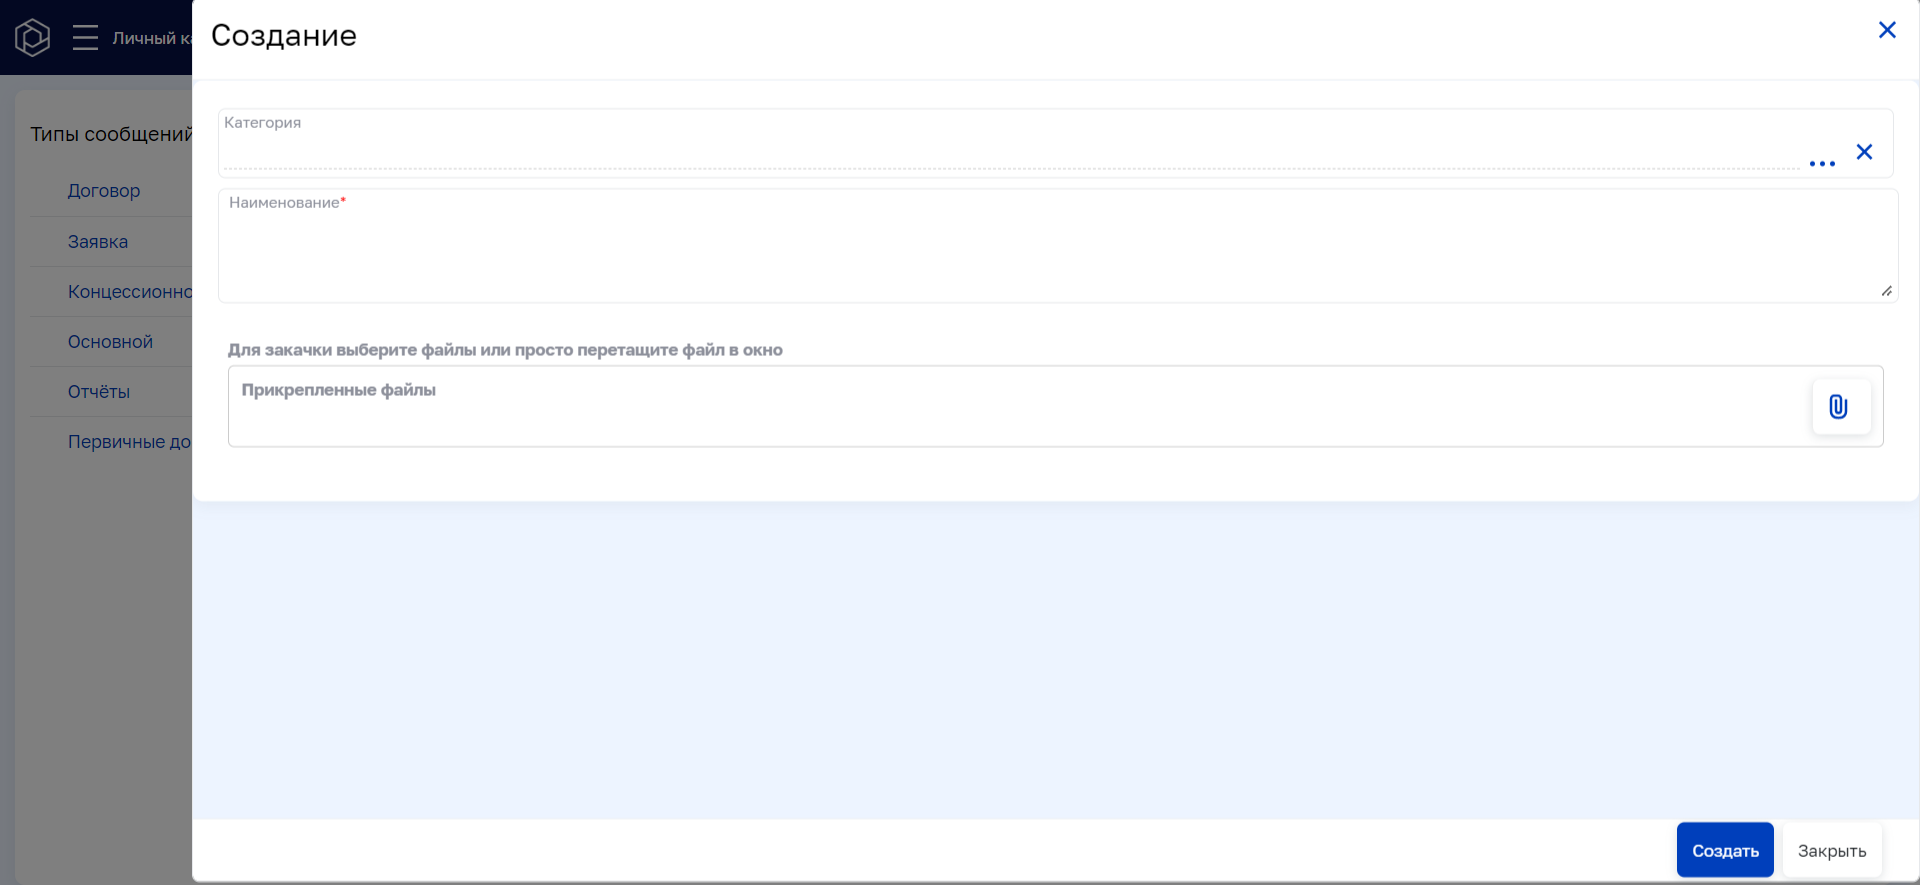 Личный ка
Создание
Типы сообщений
Договор
Заявка
Концессионно
Основной
Отчёты
Первичные до
Категория
Наименование*
Для закачки выберите файлы или просто перетащите файл в окно
Прикрепленные файлы
Создать
Закрыть